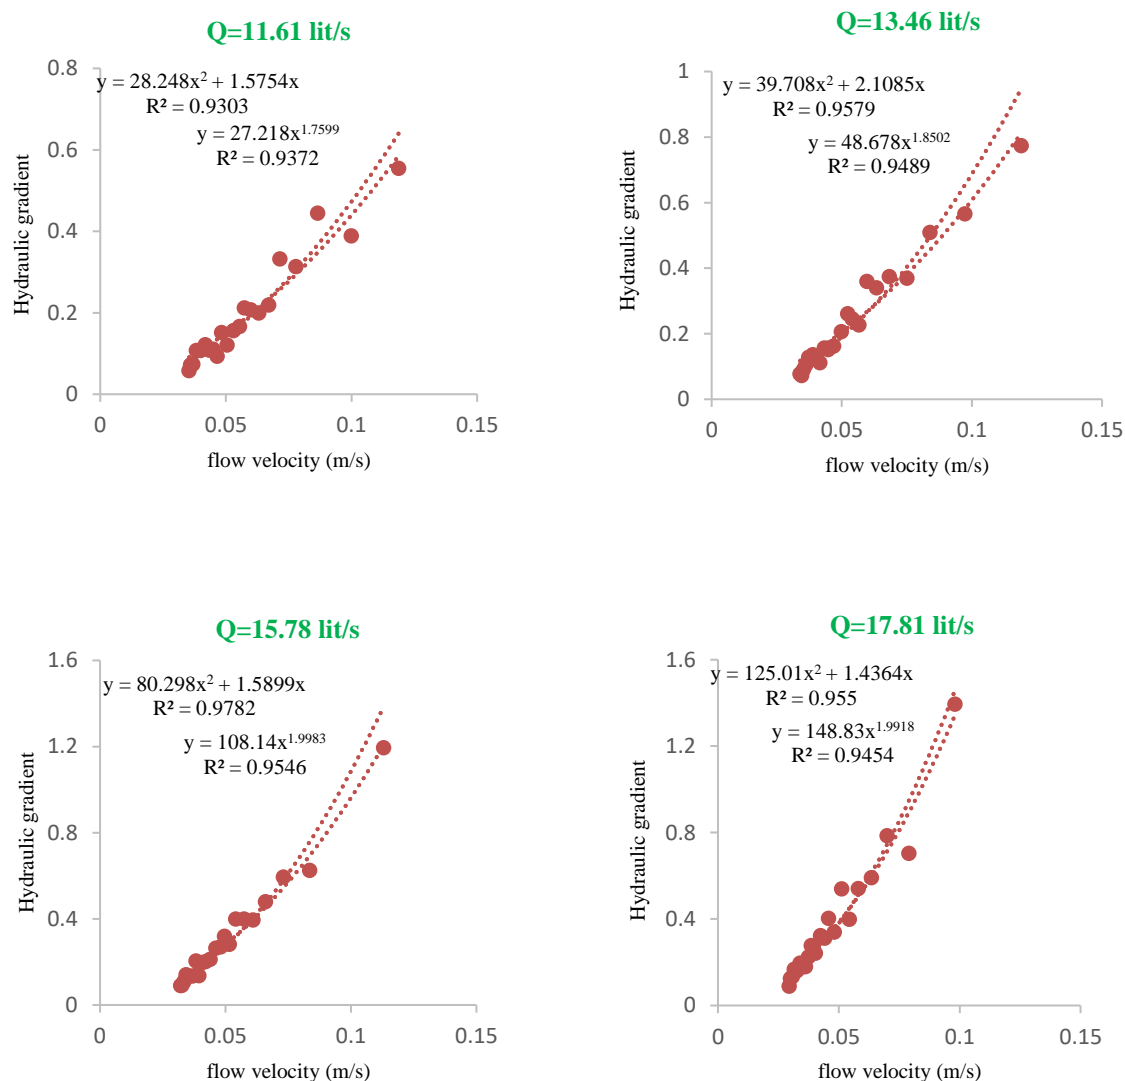 Q=11.61 lit/s
y = 28.248x² + 1.5754x
R² = 0.9303
y = 27.218x^1.7599
R² = 0.9372
Hydraulic gradient
0.8
0.6
0.4
0.2
0
0 0.05 0.1 0.15
flow velocity (m/s)
Q=13.46 lit/s
y = 39.708x² + 2.1085x
R² = 0.9579
y = 48.678x^1.8502
R² = 0.9489
Hydraulic gradient
1
0.8
0.6
0.4
0.2
0
0 0.05 0.1 0.15
flow velocity (m/s)
Q=15.78 lit/s
y = 80.298x² + 1.5899x
R² = 0.9782
y = 108.14x^1.9983
R² = 0.9546
Hydraulic gradient
1.6
1.2
0.8
0.4
0
0 0.05 0.1 0.15
flow velocity (m/s)
Q=17.81 lit/s
y = 125.01x² + 1.4364x
R² = 0.955
y = 148.83x^1.9918
R² = 0.9454
Hydraulic gradient
1.6
1.2
0.8
0.4
0
0 0.05 0.1 0.15
flow velocity (m/s)